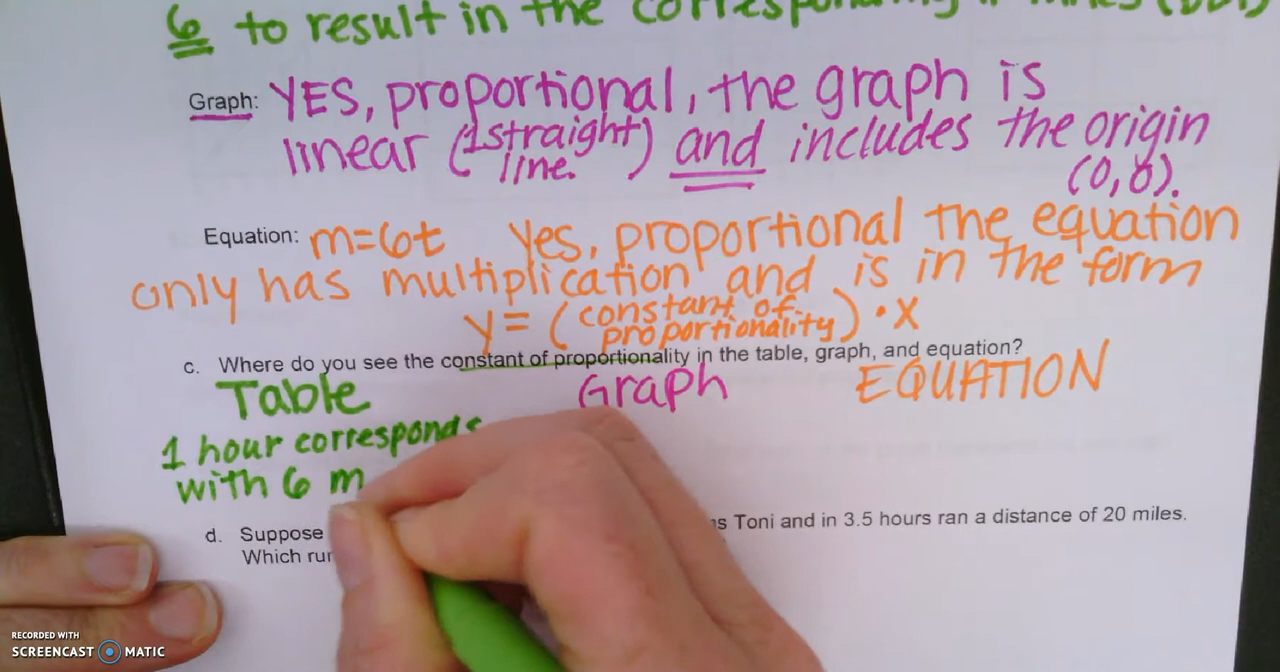 6 to result in the corresponding # miles
Graph: YES, proportional, the graph is
linear (1 straight line.) and includes the origin
(0,0).
Equation: m=6t Yes, proportional the equation
only has multiplication and is in the form
y = (constant of proportionality) • x
c. Where do you see the constant of proportionality in the table, graph, and equation?
Table Graph EQUATION
1 hour corresponds
with 6 m
d. Suppose Toni and in 3.5 hours ran a distance of 20 miles.
Which
RECORDED WITH
SCREENCAST MATIC